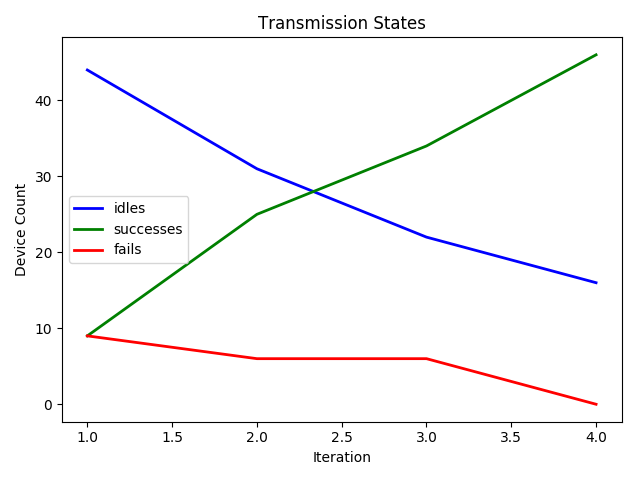 Transmission States
Device Count
40
30
20
10
0
idles
successes
fails
1.0 1.5 2.0 2.5 3.0 3.5 4.0
Iteration